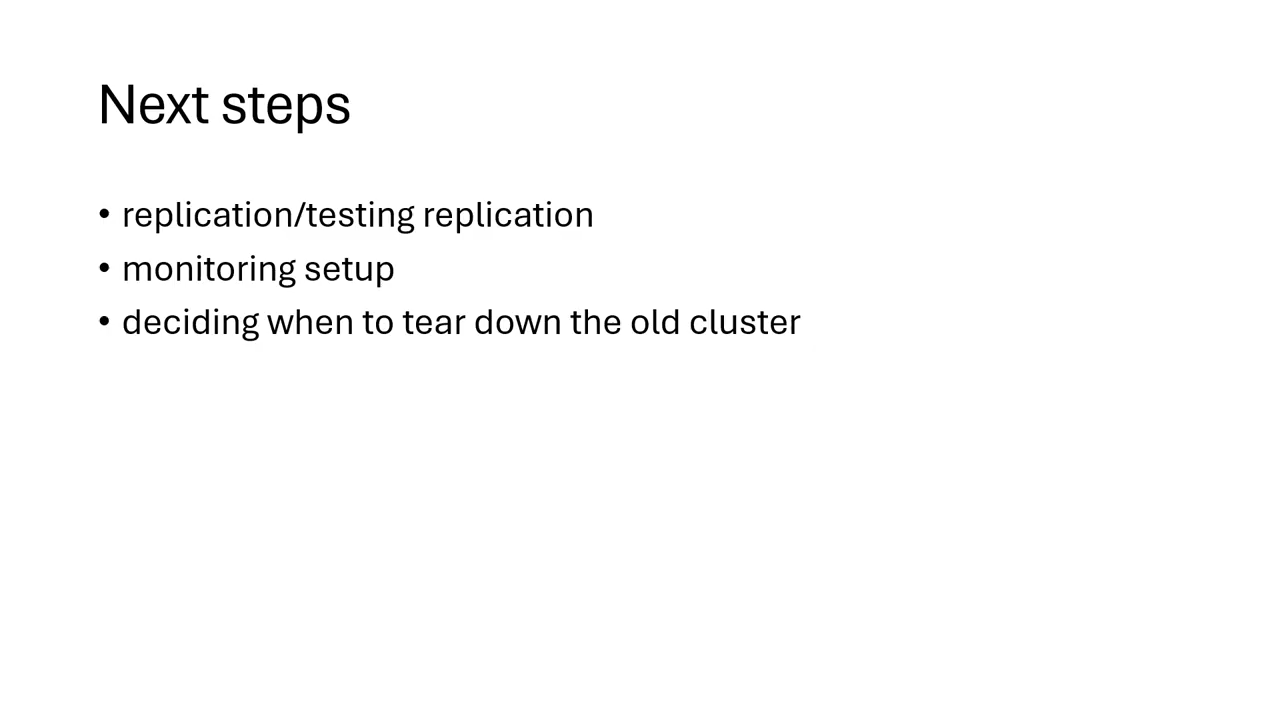 Next steps
• replication/testing replication
• monitoring setup
• deciding when to tear down the old cluster